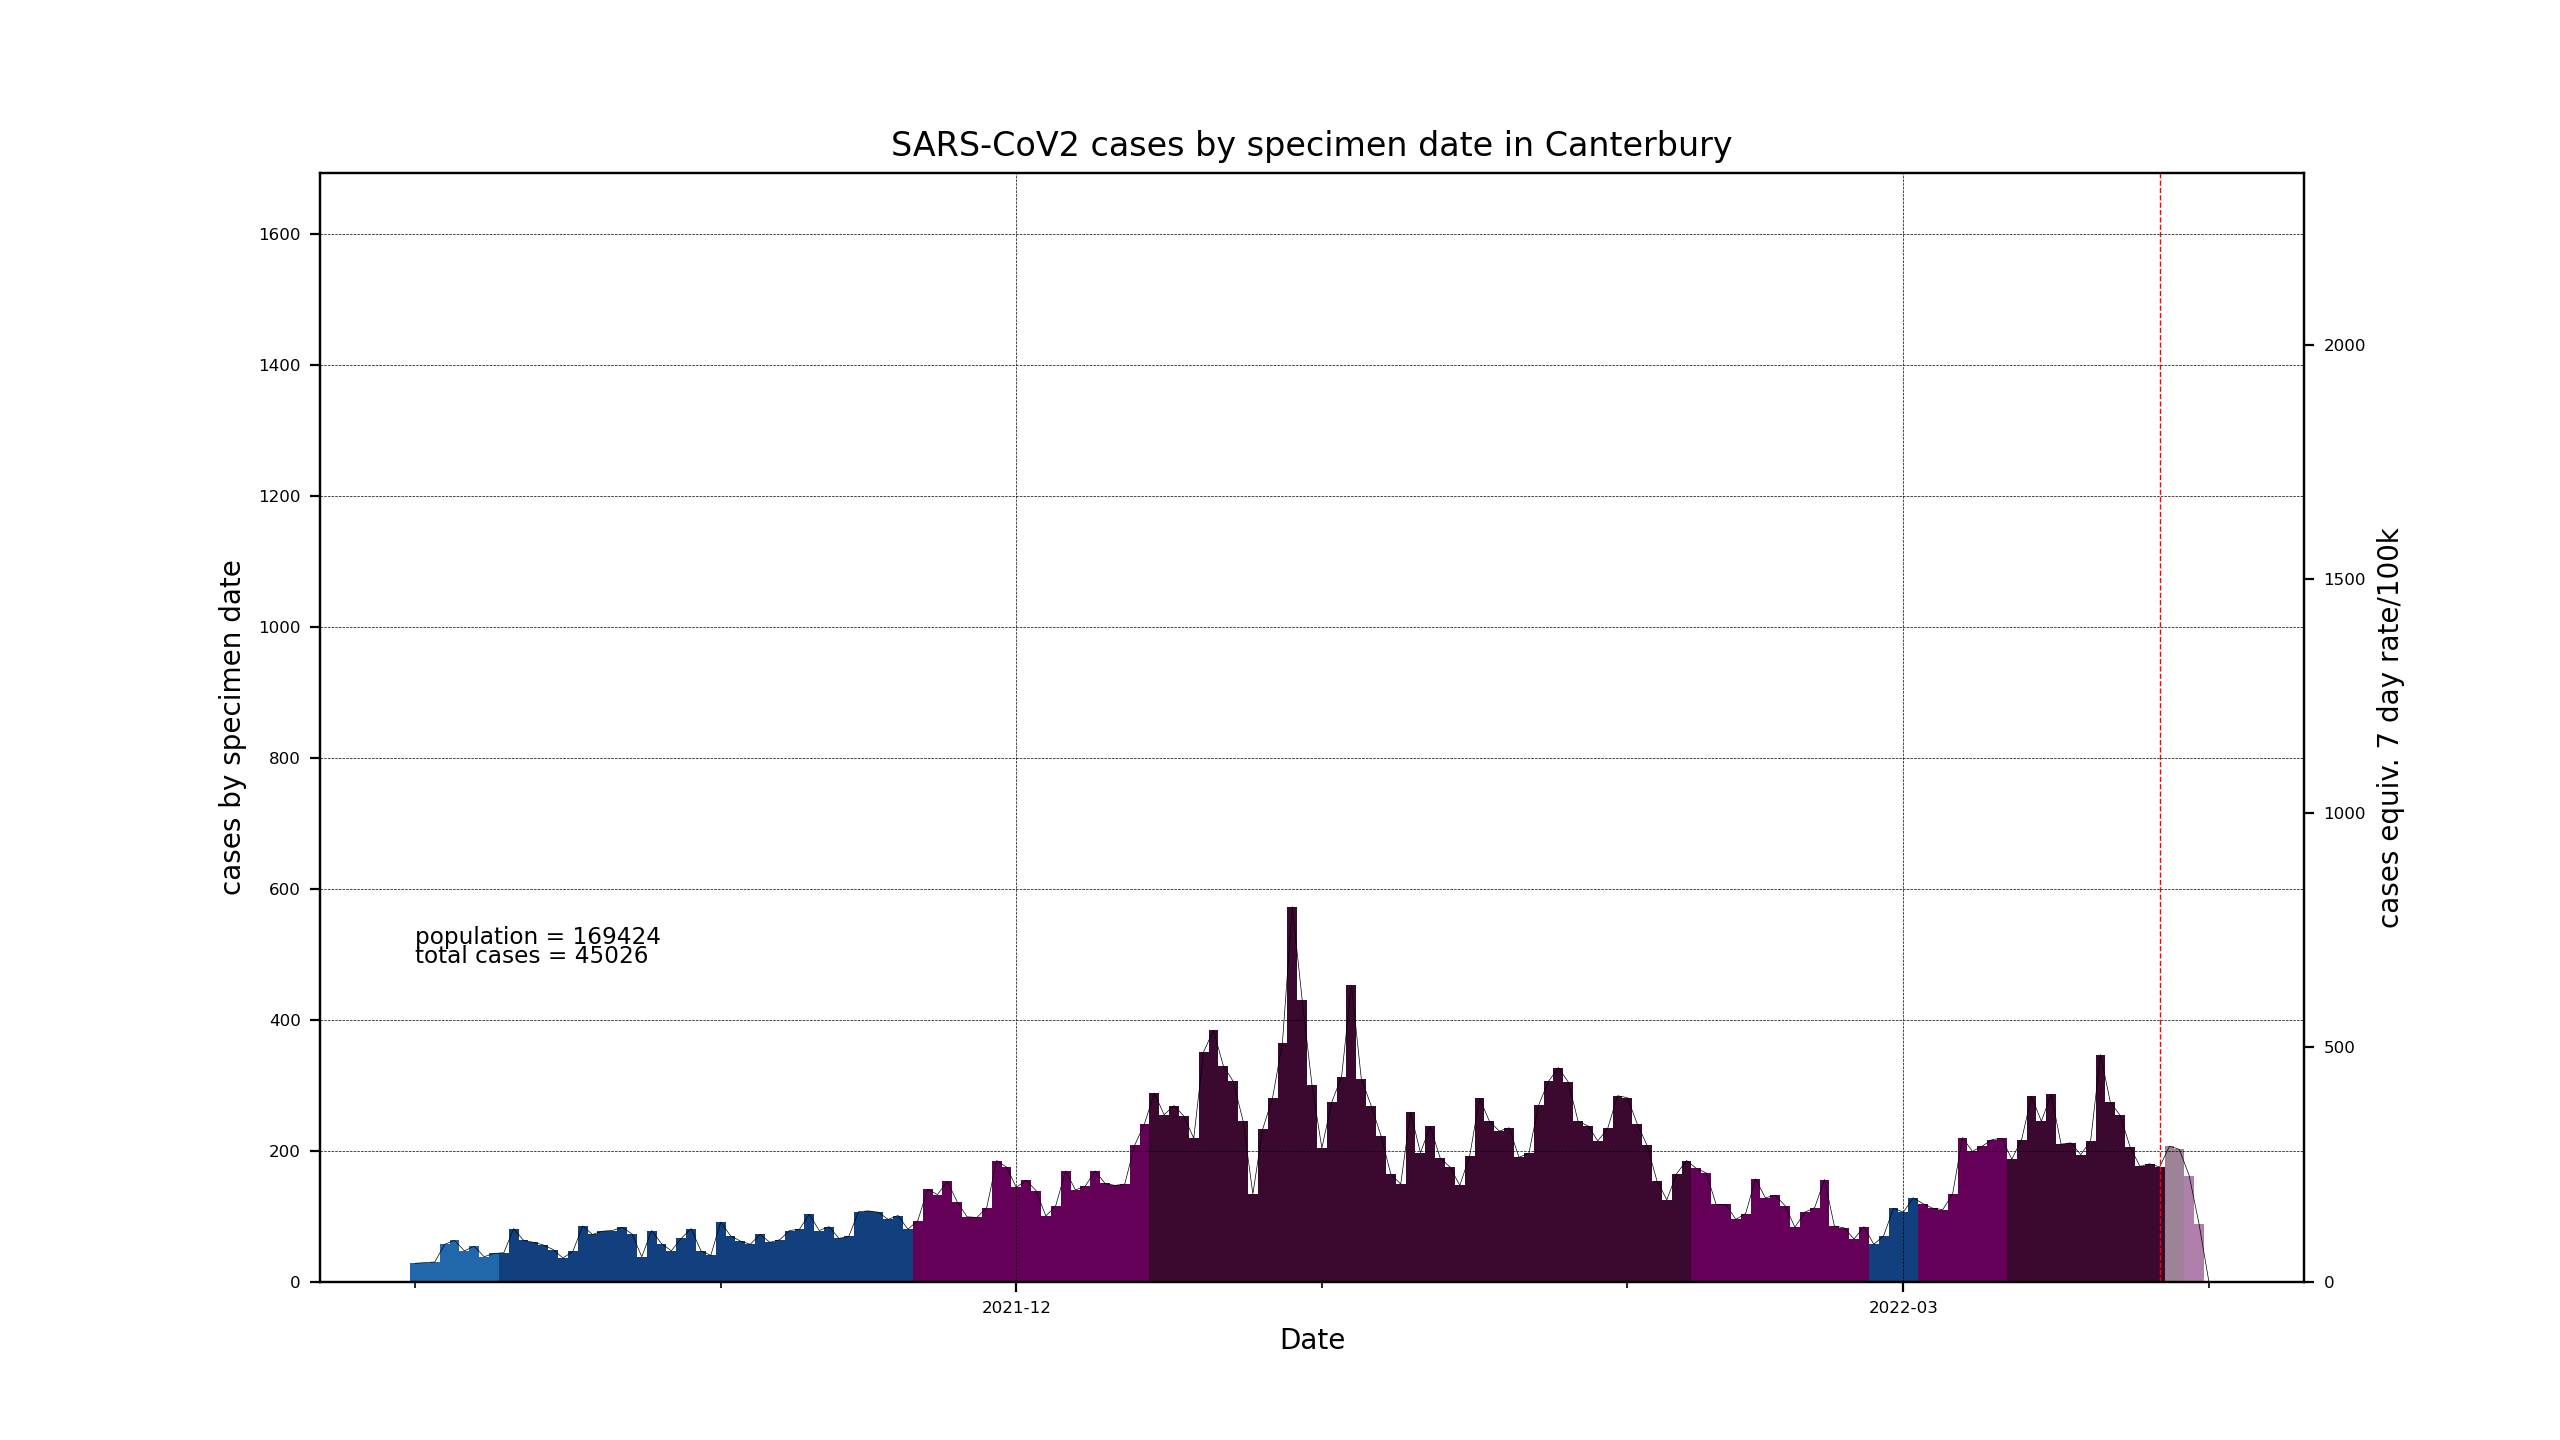 SARS-CoV2 cases by specimen date in Canterbury
cases by specimen date
1600
1400
1200
1000
800
600
400
200
0
population = 169424
total cases = 45026
2000
1500
1000
500
0
cases equiv. 7 day rate/100k
2021-12
2022-03
Date